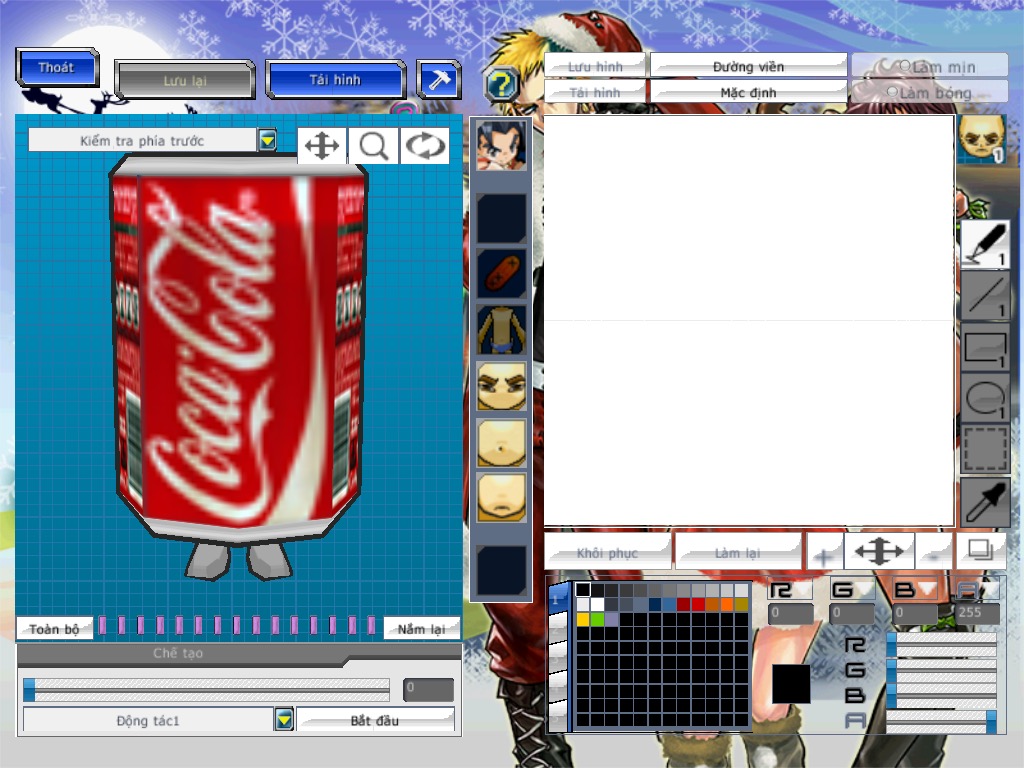 Thoát
Lưu lại
Tải hình
?
Lưu hình
Đường viền
Làm mịn
Tải hình
Mặc định
Làm bóng
Kiểm tra phía trước
1
Coca-Cola
1
1
1
1
Khôi phục
Làm lại
+
-
1
R
G
B
A
0
0
0
255
Toàn bộ
Nắm lại
R
G
B
A
Chế tạo
0
Động tác1
Bắt đầu